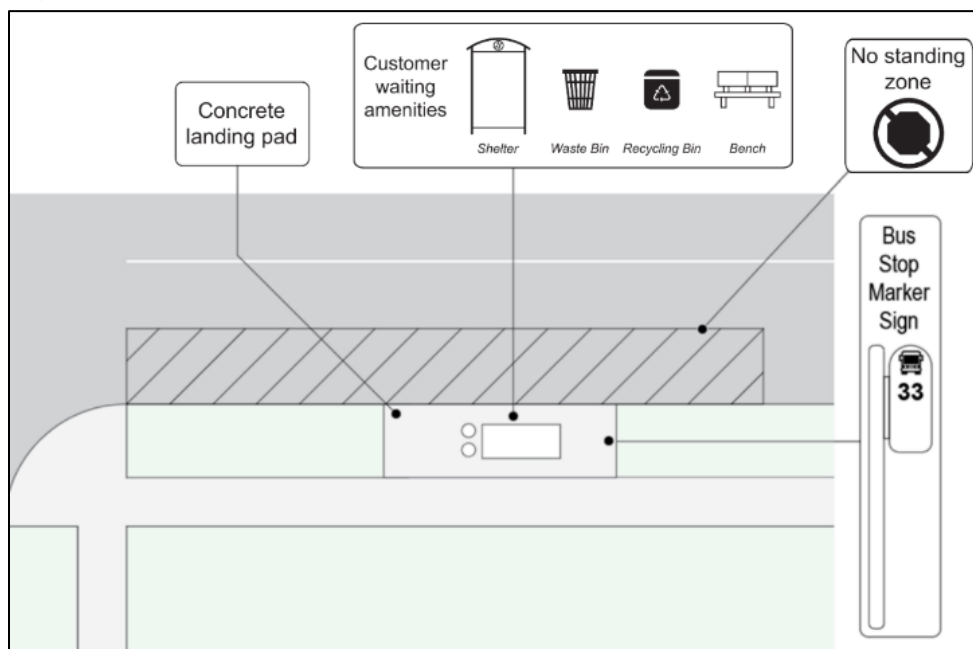 Concrete
landing pad
Customer
waiting
amenities
Shelter
Waste Bin
Recycling Bin
Bench
No standing
zone
Bus
Stop
Marker
Sign
33